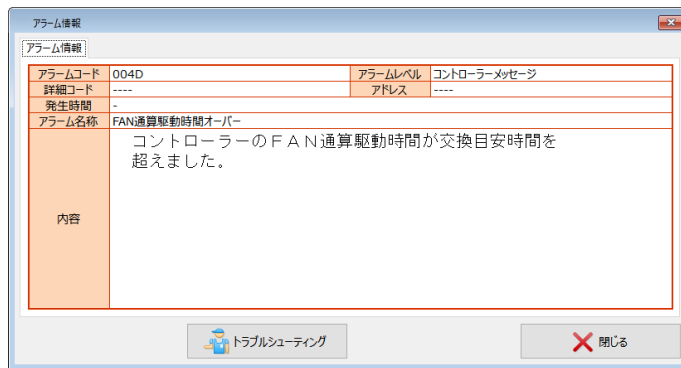 アラーム情報
アラーム情報
アラームコード 004D アラームレベル コントローラーメッセージ
詳細コード ---- アドレス ----
発生時間 -
アラーム名称 FAN通算駆動時間オーバー
内容 コントローラーのＦＡＮ通算駆動時間が交換目安時間を
超えました。
トラブルシューティング 閉じる